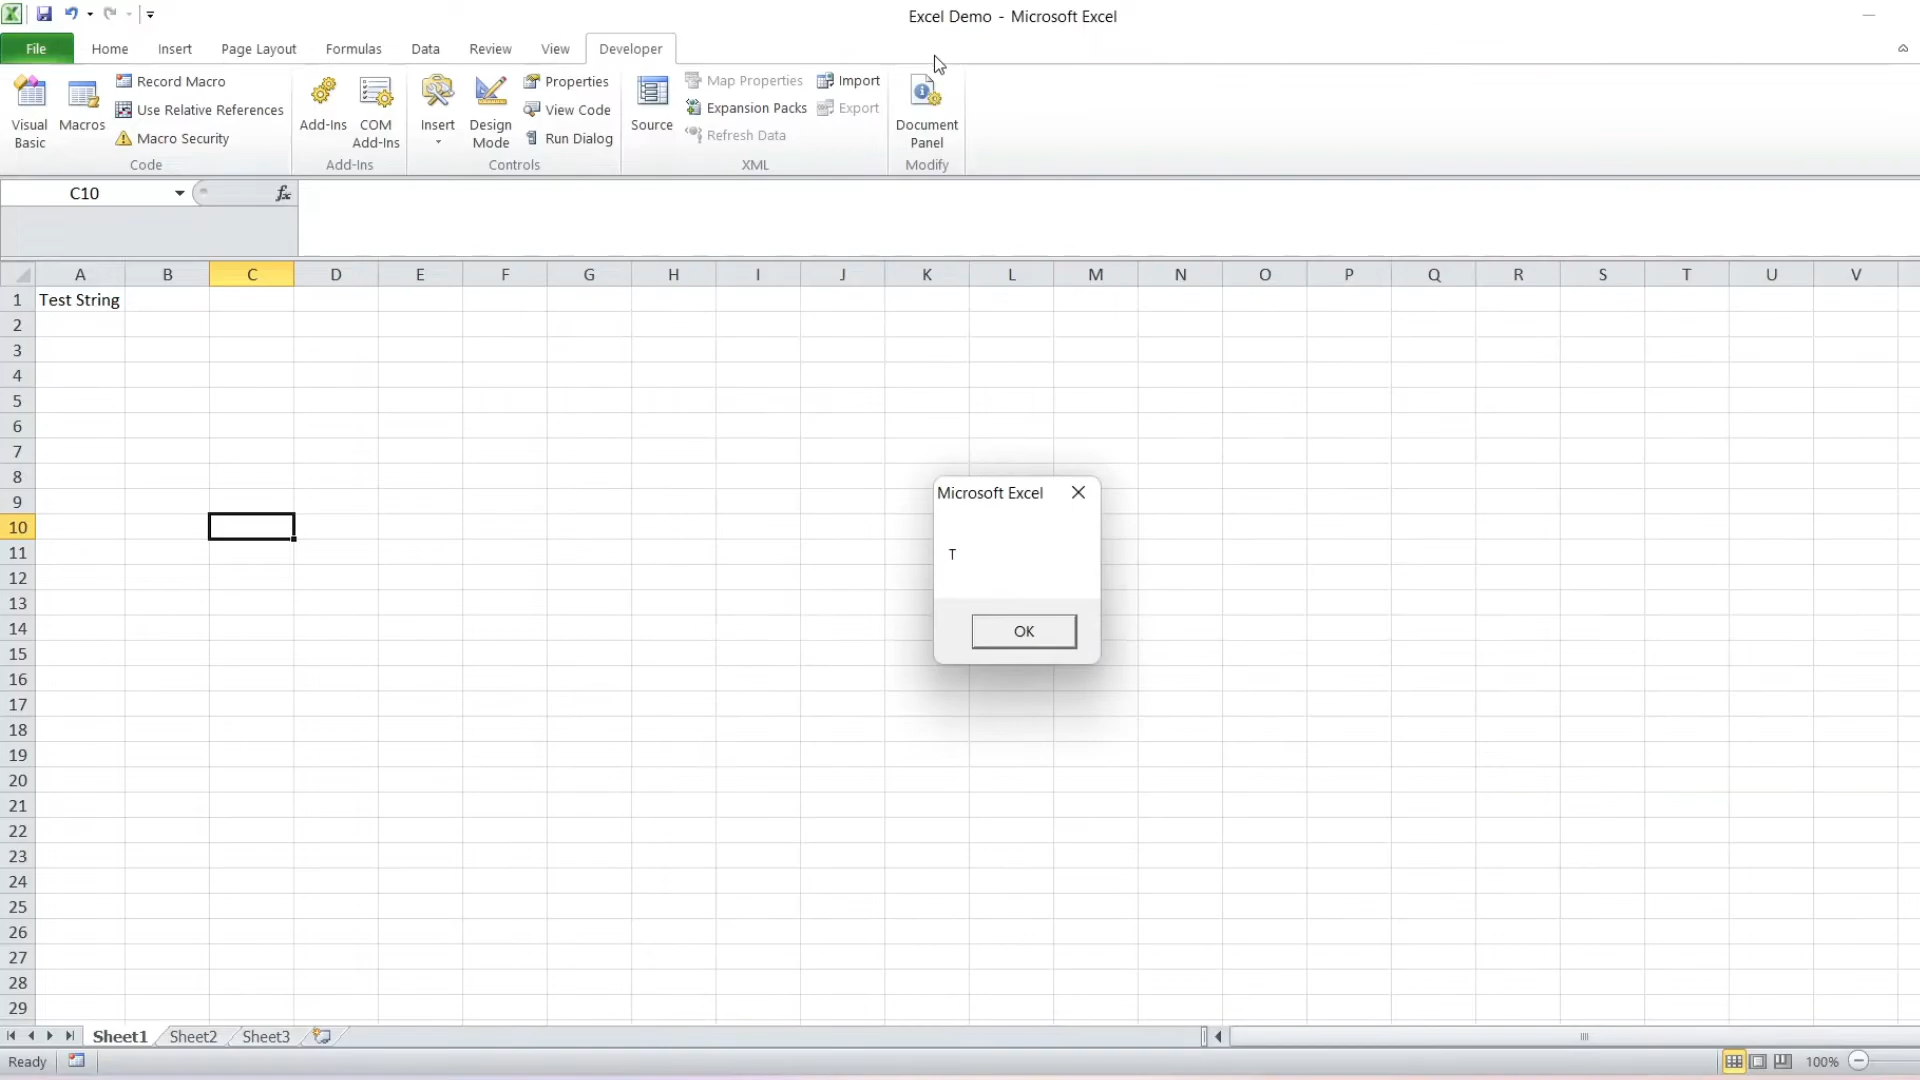 Excel Demo - Microsoft Excel
File Home Insert Page Layout Formulas Data Review View Developer
Visual Basic
Macros
Record Macro
Use Relative References
Macro Security
Code
Add-Ins
COM Add-Ins
Add-Ins
Insert
Design Mode
Properties
View Code
Run Dialog
Controls
Source
Map Properties
Expansion Packs
Refresh Data
Import
Export
XML
Document Panel
Modify
C10
fx
A B C D E F G H I J K L M N O P Q R S T U V
1 Test String
2
3
4
5
6
7
8
9
10
11
12
13
14
15
16
17
18
19
20
21
22
23
24
25
26
27
28
29
Microsoft Excel
T
OK
Sheet1 Sheet2 Sheet3
Ready
100%